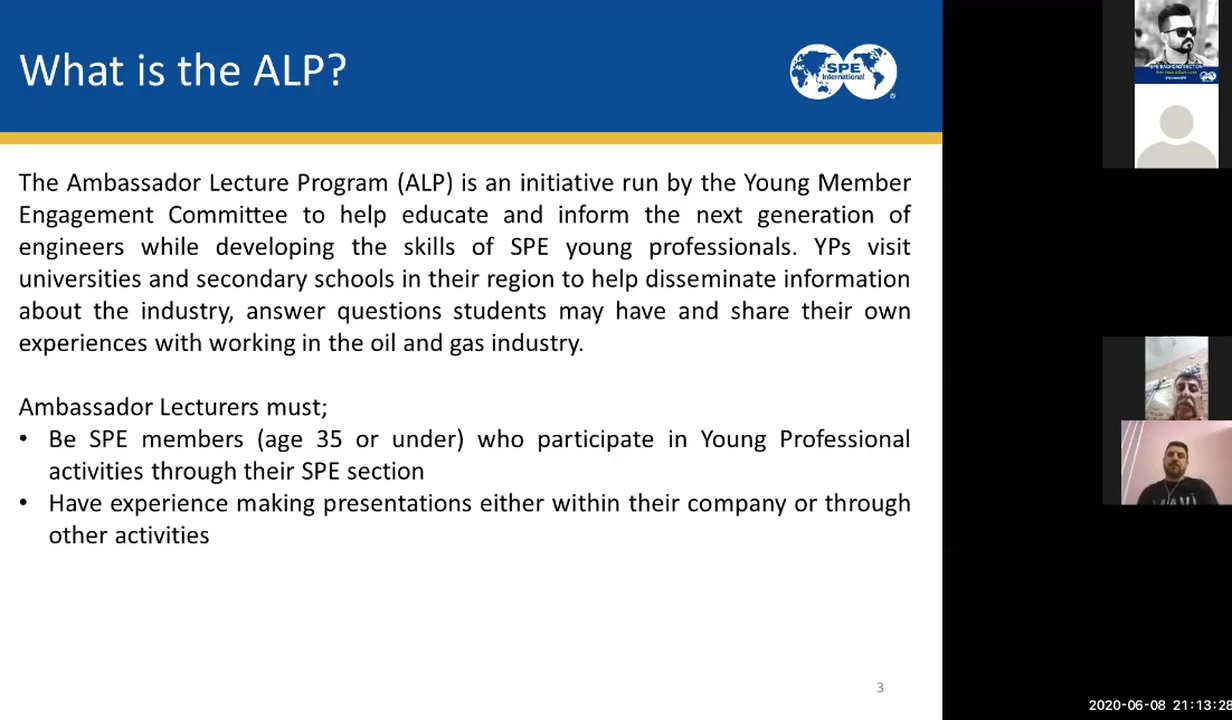 What is the ALP?
SPE
International
®
The Ambassador Lecture Program (ALP) is an initiative run by the Young Member
Engagement Committee to help educate and inform the next generation of
engineers while developing the skills of SPE young professionals. YPs visit
universities and secondary schools in their region to help disseminate information
about the industry, answer questions students may have and share their own
experiences with working in the oil and gas industry.
Ambassador Lecturers must;
• Be SPE members (age 35 or under) who participate in Young Professional
activities through their SPE section
• Have experience making presentations either within their company or through
other activities
3
SPE BAGHDAD SECTION
2020-06-08 21:13:28